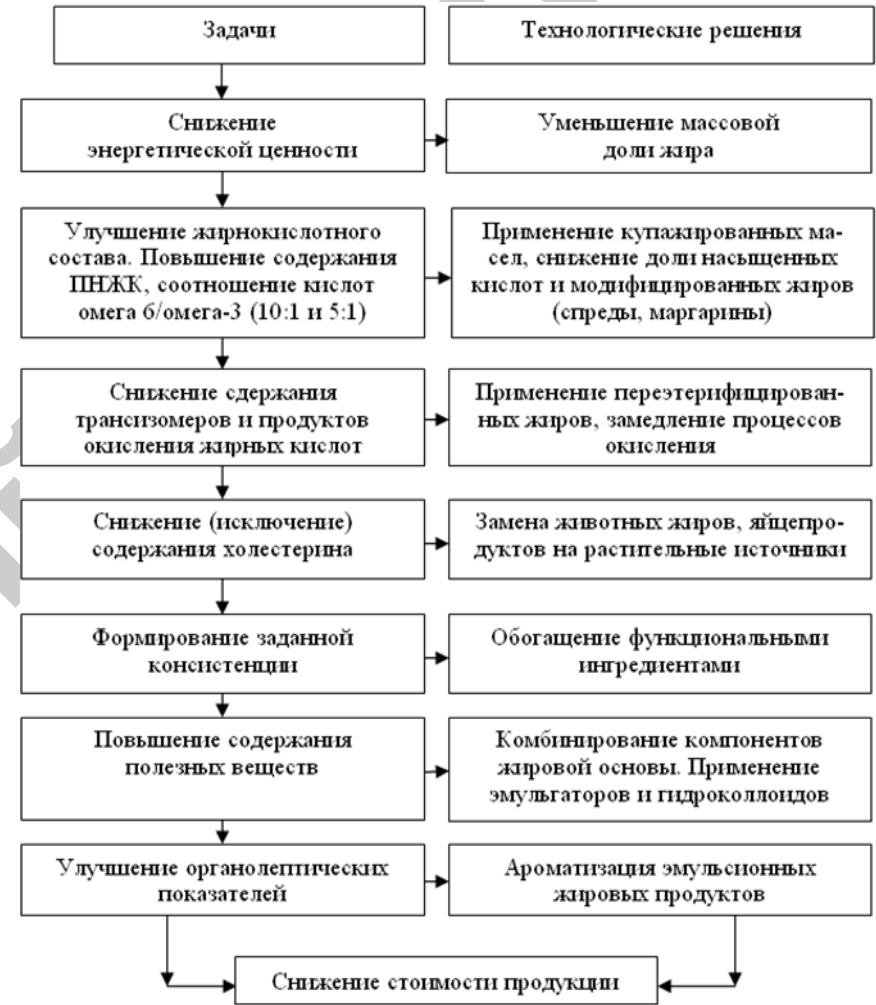 Задачи
Технологические решения
Снижение
энергетической ценности
Уменьшение массовой
доли жира
Улучшение жирнокислотного
состава. Повышение содержания
ПНЖК, соотношение кислот
омега 6/омега-3 (10:1 и 5:1)
Применение купажированных ма-
сел, снижение доли насыщенных
кислот и модифицированных жиров
(спреды, маргарины)
Снижение сдержания
трансизомеров и продуктов
окисления жирных кислот
Применение переэтерифицирован-
ных жиров, замедление процессов
окисления
Снижение (исключение)
содержания холестерина
Замена животных жиров, яйцепро-
дуктов на растительные источники
Формирование заданной
консистенции
Обогащение функциональными
ингредиентами
Повышение содержания
полезных веществ
Комбинирование компонентов
жировой основы. Применение
эмульгаторов и гидроколлоидов
Улучшение органолептических
показателей
Ароматизация эмульсионных
жировых продуктов
Снижение стоимости продукции